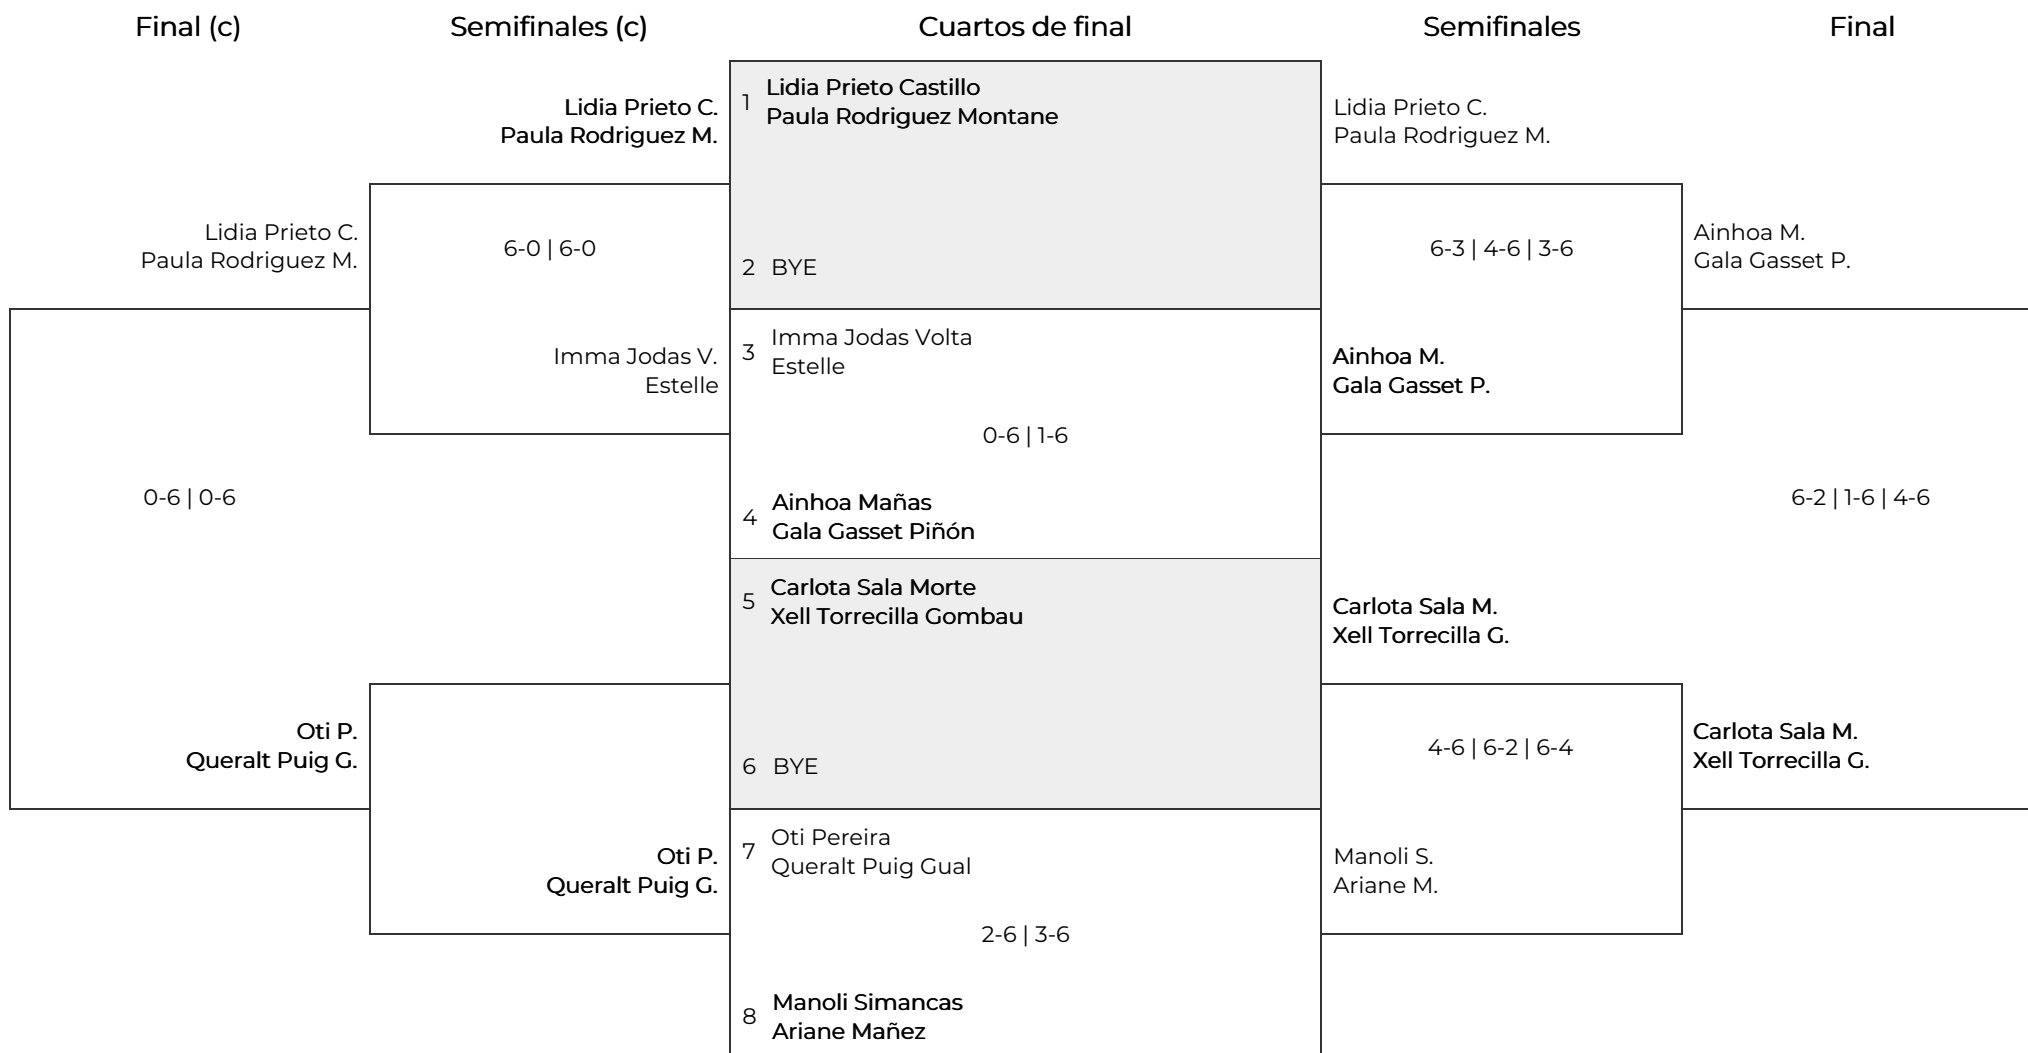 Final (c)
Semifinales (c)
Cuartos de final
Semifinales
Final
Lidia Prieto C.
Paula Rodriguez M.
1
Lidia Prieto Castillo
Paula Rodriguez Montane
Lidia Prieto C.
Paula Rodriguez M.
Lidia Prieto C.
Paula Rodriguez M.
6-0 | 6-0
2 BYE
6-3 | 4-6 | 3-6
Ainhoa M.
Gala Gasset P.
Imma Jodas V.
Estelle
3
Imma Jodas Volta
Estelle
Ainhoa M.
Gala Gasset P.
0-6 | 1-6
0-6 | 0-6
4
Ainhoa Mañas
Gala Gasset Piñón
6-2 | 1-6 | 4-6
5
Carlota Sala Morte
Xell Torrecilla Gombau
Carlota Sala M.
Xell Torrecilla G.
Oti P.
Queralt Puig G.
6 BYE
4-6 | 6-2 | 6-4
Carlota Sala M.
Xell Torrecilla G.
Oti P.
Queralt Puig G.
7
Oti Pereira
Queralt Puig Gual
Manoli S.
Ariane M.
2-6 | 3-6
8
Manoli Simancas
Ariane Mañez